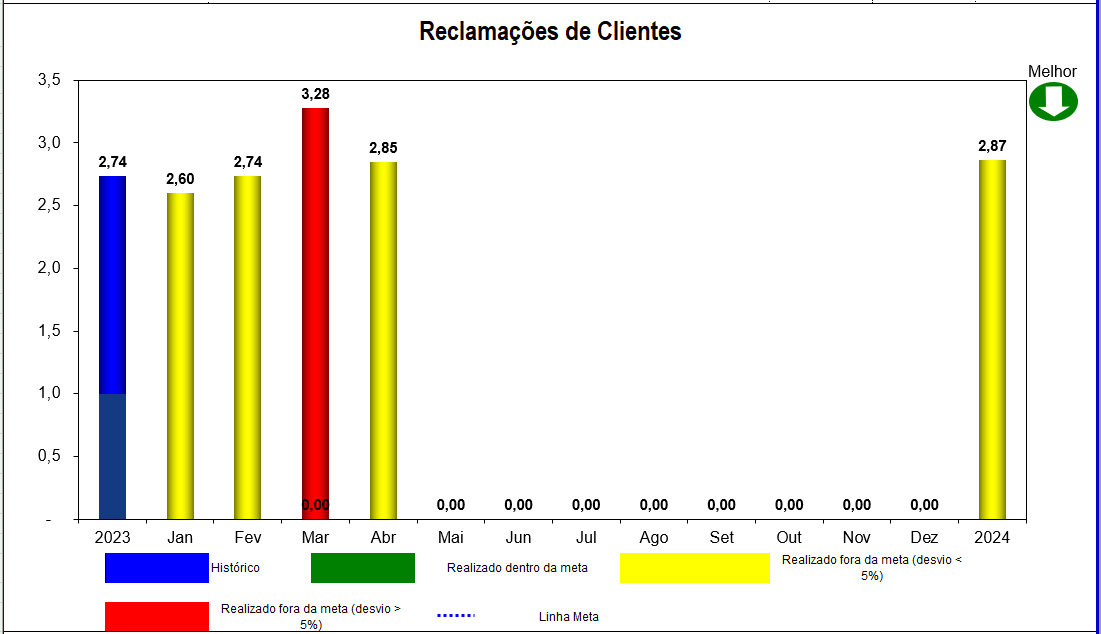 Reclamações de Clientes
Melhor
3,5
3,0
2,5
2,0
1,5
1,0
0,5
-
2,74
2,60
2,74
3,28
2,85
2,87
0,00
0,00
0,00
0,00
0,00
0,00
0,00
0,00
0,00
2023
Jan
Fev
Mar
Abr
Mai
Jun
Jul
Ago
Set
Out
Nov
Dez
2024
Histórico
Realizado dentro da meta
Realizado fora da meta (desvio <
5%)
Realizado fora da meta (desvio >
5%)
Linha Meta